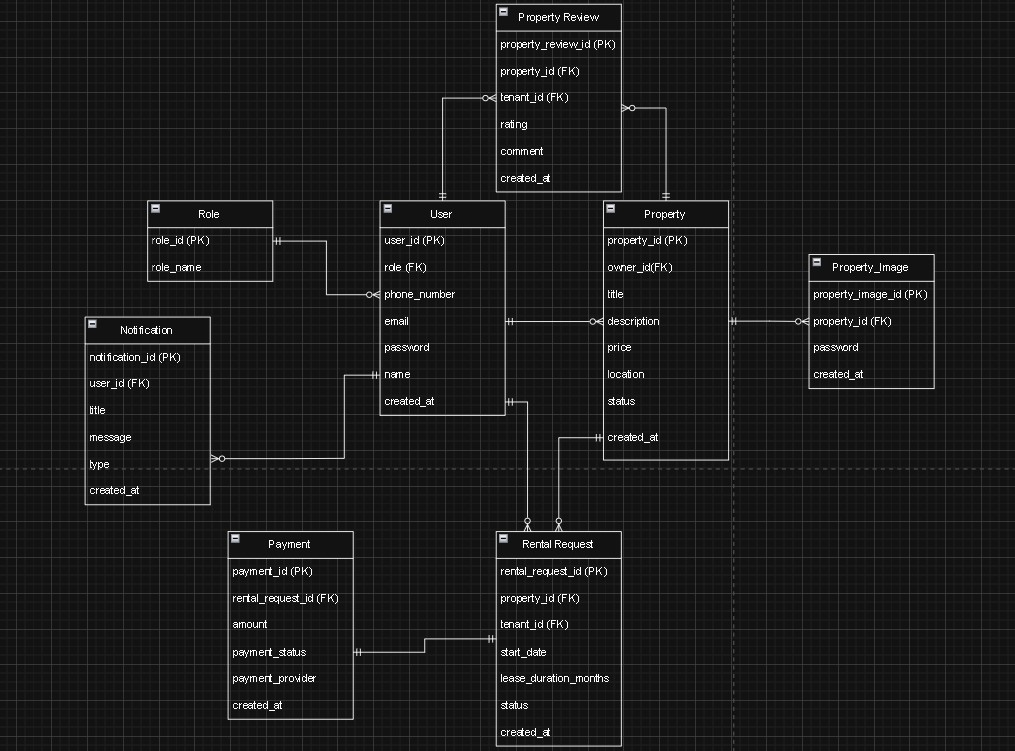 Property Review
property_review_id (PK)
property_id (FK)
tenant_id (FK)
rating
comment
created_at
Role
role_id (PK)
role_name
User
user_id (PK)
role (FK)
phone_number
email
password
name
created_at
Property
property_id (PK)
owner_id(FK)
title
description
price
location
status
created_at
Property_Image
property_image_id (PK)
property_id (FK)
password
created_at
Notification
notification_id (PK)
user_id (FK)
title
message
type
created_at
Payment
payment_id (PK)
rental_request_id (FK)
amount
payment_status
payment_provider
created_at
Rental Request
rental_request_id (PK)
property_id (FK)
tenant_id (FK)
start_date
lease_duration_months
status
created_at